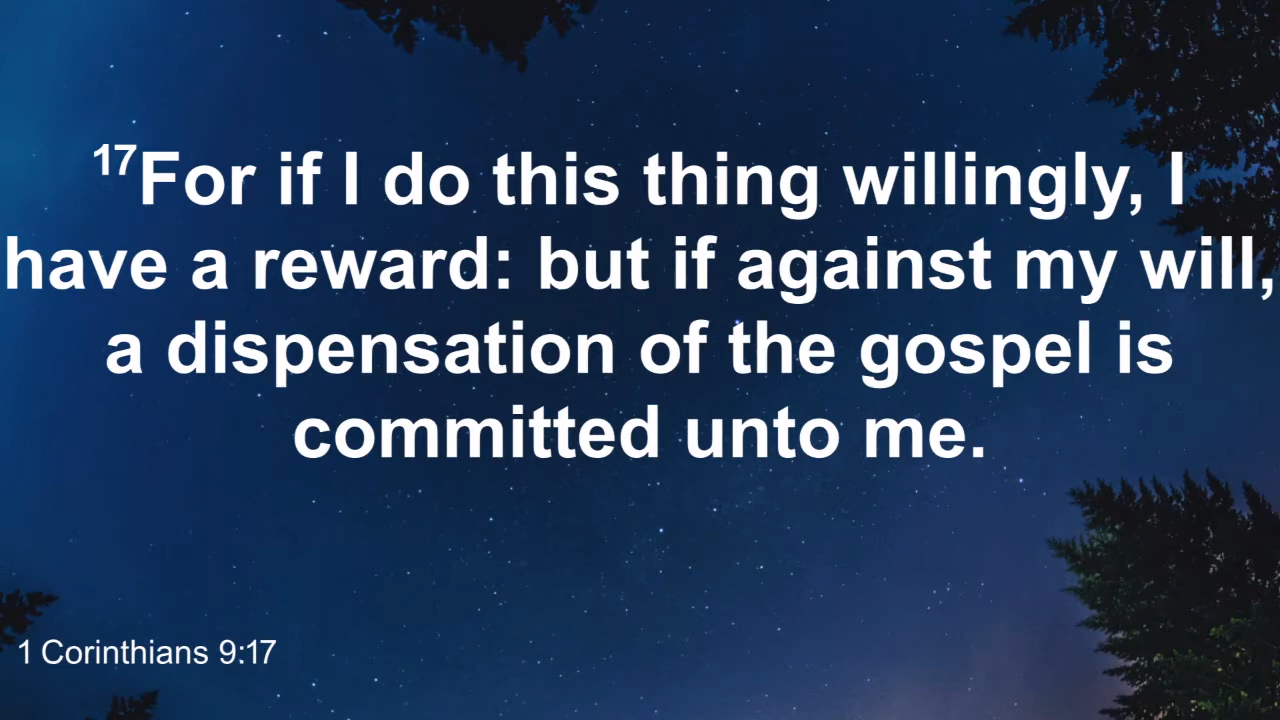 17For if I do this thing willingly, I
have a reward: but if against my will,
a dispensation of the gospel is
committed unto me.
1 Corinthians 9:17